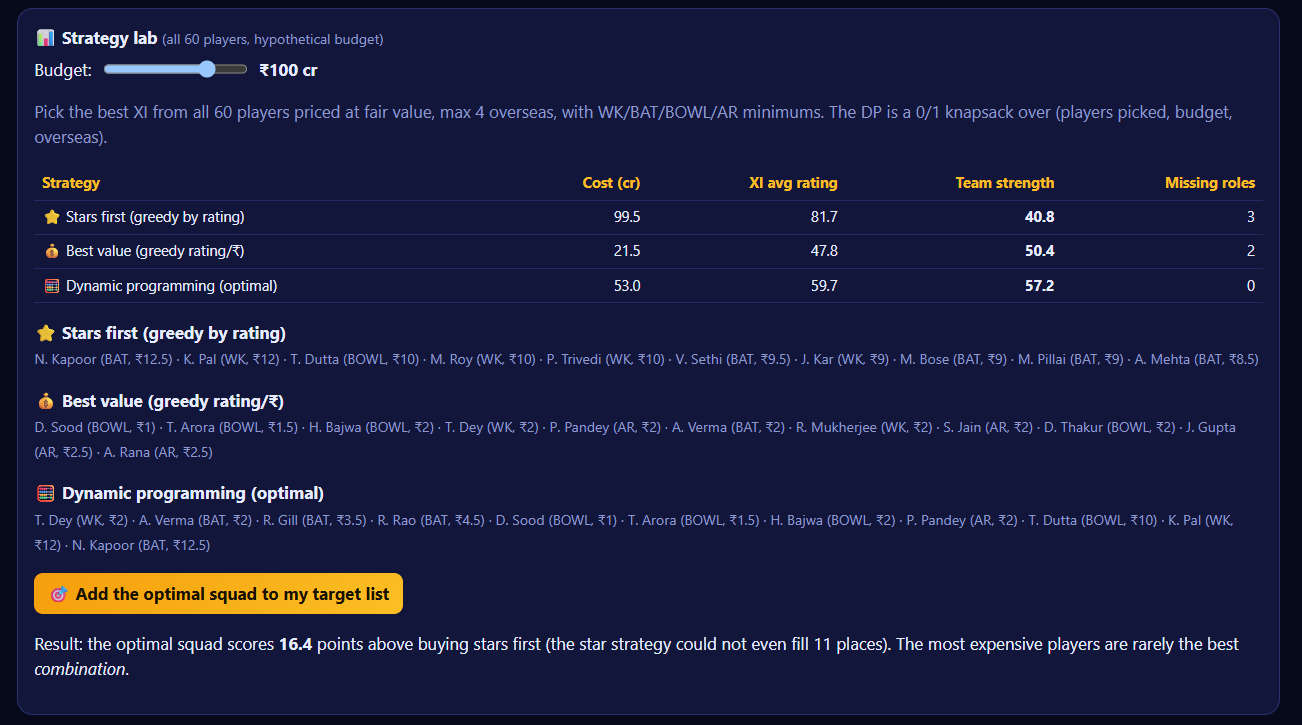 📊 Strategy lab (all 60 players, hypothetical budget)
Budget: ₹100 cr
Pick the best XI from all 60 players priced at fair value, max 4 overseas, with WK/BAT/BOWL/AR minimums. The DP is a 0/1 knapsack over (players picked, budget,
overseas).
Strategy Cost (cr) XI avg rating Team strength Missing roles
⭐ Stars first (greedy by rating) 99.5 81.7 40.8 3
💰 Best value (greedy rating/₹) 21.5 47.8 50.4 2
🧮 Dynamic programming (optimal) 53.0 59.7 57.2 0
⭐ Stars first (greedy by rating)
N. Kapoor (BAT, ₹12.5) · K. Pal (WK, ₹12) · T. Dutta (BOWL, ₹10) · M. Roy (WK, ₹10) · P. Trivedi (WK, ₹10) · V. Sethi (BAT, ₹9.5) · J. Kar (WK, ₹9) · M. Bose (BAT, ₹9) · M. Pillai (BAT, ₹9) · A. Mehta (BAT, ₹8.5)
💰 Best value (greedy rating/₹)
D. Sood (BOWL, ₹1) · T. Arora (BOWL, ₹1.5) · H. Bajwa (BOWL, ₹2) · T. Dey (WK, ₹2) · P. Pandey (AR, ₹2) · A. Verma (BAT, ₹2) · R. Mukherjee (WK, ₹2) · S. Jain (AR, ₹2) · D. Thakur (BOWL, ₹2) · J. Gupta
(AR, ₹2.5) · A. Rana (AR, ₹2.5)
🧮 Dynamic programming (optimal)
T. Dey (WK, ₹2) · A. Verma (BAT, ₹2) · R. Gill (BAT, ₹3.5) · R. Rao (BAT, ₹4.5) · D. Sood (BOWL, ₹1) · T. Arora (BOWL, ₹1.5) · H. Bajwa (BOWL, ₹2) · P. Pandey (AR, ₹2) · T. Dutta (BOWL, ₹10) · K. Pal (WK,
₹12) · N. Kapoor (BAT, ₹12.5)
🎯 Add the optimal squad to my target list
Result: the optimal squad scores 16.4 points above buying stars first (the star strategy could not even fill 11 places). The most expensive players are rarely the best
combination.